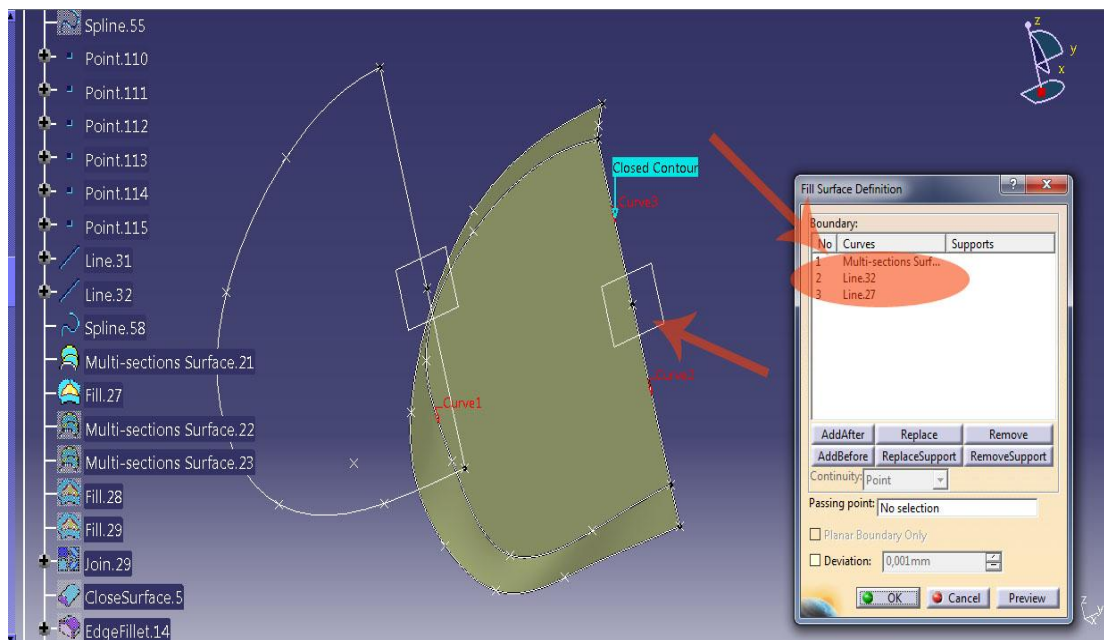 Spline.55
Point.110
Point.111
Point.112
Point.113
Point.114
Point.115
Line.31
Line.32
Spline.58
Multi-sections Surface.21
Fill.27
Multi-sections Surface.22
Multi-sections Surface.23
Fill.28
Fill.29
Join.29
CloseSurface.5
EdgeFillet.14
Closed Contour
Curve3
Curve2
Curve1
z
y
x
Fill Surface Definition
Boundary:
No Curves Supports
1 Multi-sections Surf...
2 Line.32
3 Line.27
AddAfter Replace Remove
AddBefore ReplaceSupport RemoveSupport
Continuity: Point
Passing point: No selection
Planar Boundary Only
Deviation: 0,001mm
OK Cancel Preview
z
y
x